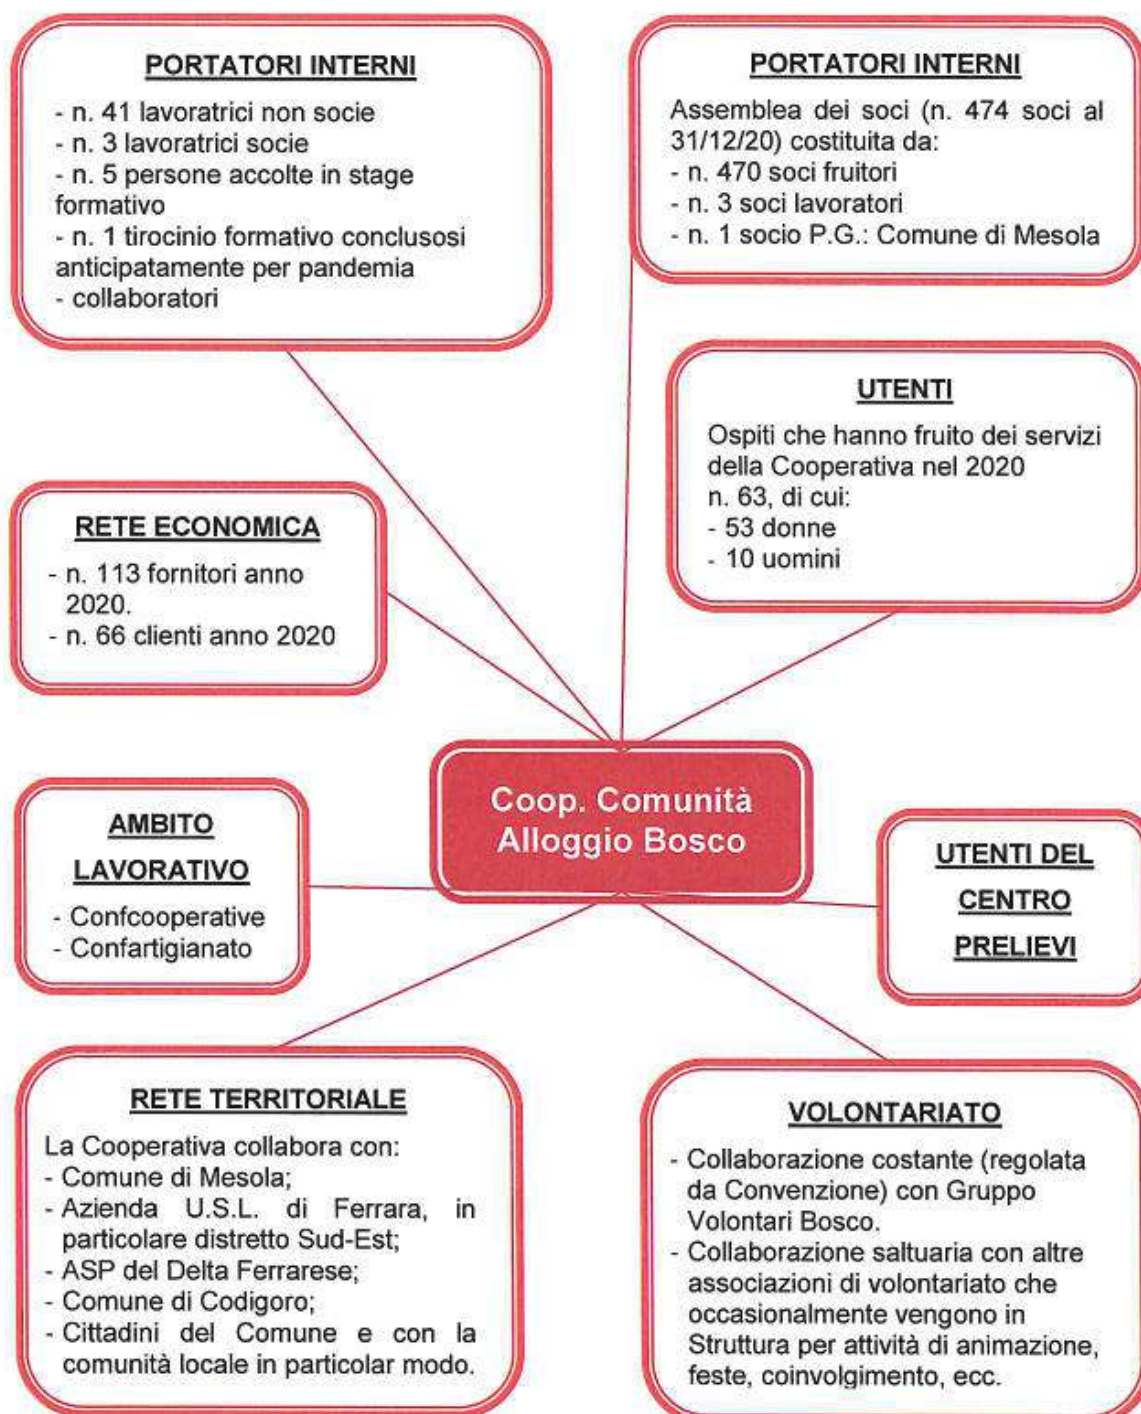 PORTATORI INTERNI
- n. 41 lavoratrici non socie
- n. 3 lavoratrici socie
- n. 5 persone accolte in stage
formativo
- n. 1 tirocinio formativo conclusosi
anticipatamente per pandemia
- collaboratori
PORTATORI INTERNI
Assemblea dei soci (n. 474 soci al
31/12/20) costituita da:
- n. 470 soci fruitori
- n. 3 soci lavoratori
- n. 1 socio P.G.: Comune di Mesola
UTENTI
Ospiti che hanno fruito dei servizi
della Cooperativa nel 2020
n. 63, di cui:
- 53 donne
- 10 uomini
RETE ECONOMICA
- n. 113 fornitori anno
2020.
- n. 66 clienti anno 2020
Coop. Comunità
Alloggio Bosco
AMBITO
LAVORATIVO
- Confcooperative
- Confartigianato
UTENTI DEL
CENTRO
PRELIEVI
RETE TERRITORIALE
La Cooperativa collabora con:
- Comune di Mesola;
- Azienda U.S.L. di Ferrara, in
particolare distretto Sud-Est;
- ASP del Delta Ferrarese;
- Comune di Codigoro;
- Cittadini del Comune e con la
comunità locale in particolar modo.
VOLONTARIATO
- Collaborazione costante (regolata
da Convenzione) con Gruppo
Volontari Bosco.
- Collaborazione saltuaria con altre
associazioni di volontariato che
occasionalmente vengono in
Struttura per attività di animazione,
feste, coinvolgimento, ecc.